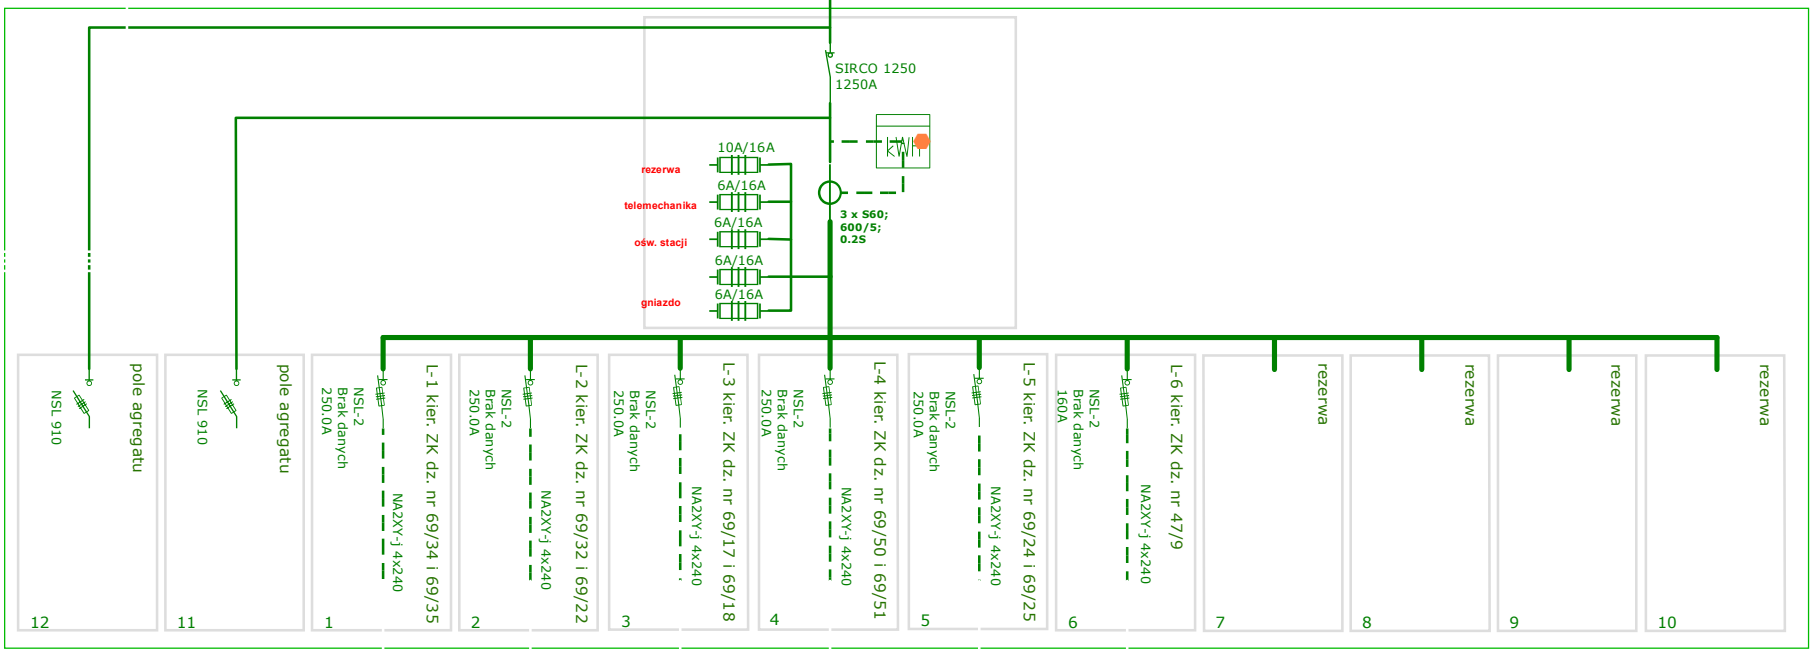 SIRCO 1250
1250A
KWH
10A/16A
rezerwa
6A/16A
telemechanika
6A/16A
ośw. stacji
6A/16A
6A/16A
gniazdo
3 x S60;
600/5;
0.2S
pole agregatu
NSL 910
12
pole agregatu
NSL 910
11
L-1 kier. ZK dz. nr 69/34 i 69/35
NSL-2
Brak danych
250.0A
NA2XY-j 4x240
1
L-2 kier. ZK dz. nr 69/32 i 69/22
NSL-2
Brak danych
250.0A
NA2XY-j 4x240
2
L-3 kier. ZK dz. nr 69/17 i 69/18
NSL-2
Brak danych
250.0A
NA2XY-j 4x240
3
L-4 kier. ZK dz. nr 69/50 i 69/51
NSL-2
Brak danych
250.0A
NA2XY-j 4x240
4
L-5 kier. ZK dz. nr 69/24 i 69/25
NSL-2
Brak danych
250.0A
NA2XY-j 4x240
5
L-6 kier. ZK dz. nr 47/9
NSL-2
Brak danych
160A
NA2XY-j 4x240
6
rezerwa
7
rezerwa
8
rezerwa
9
rezerwa
10